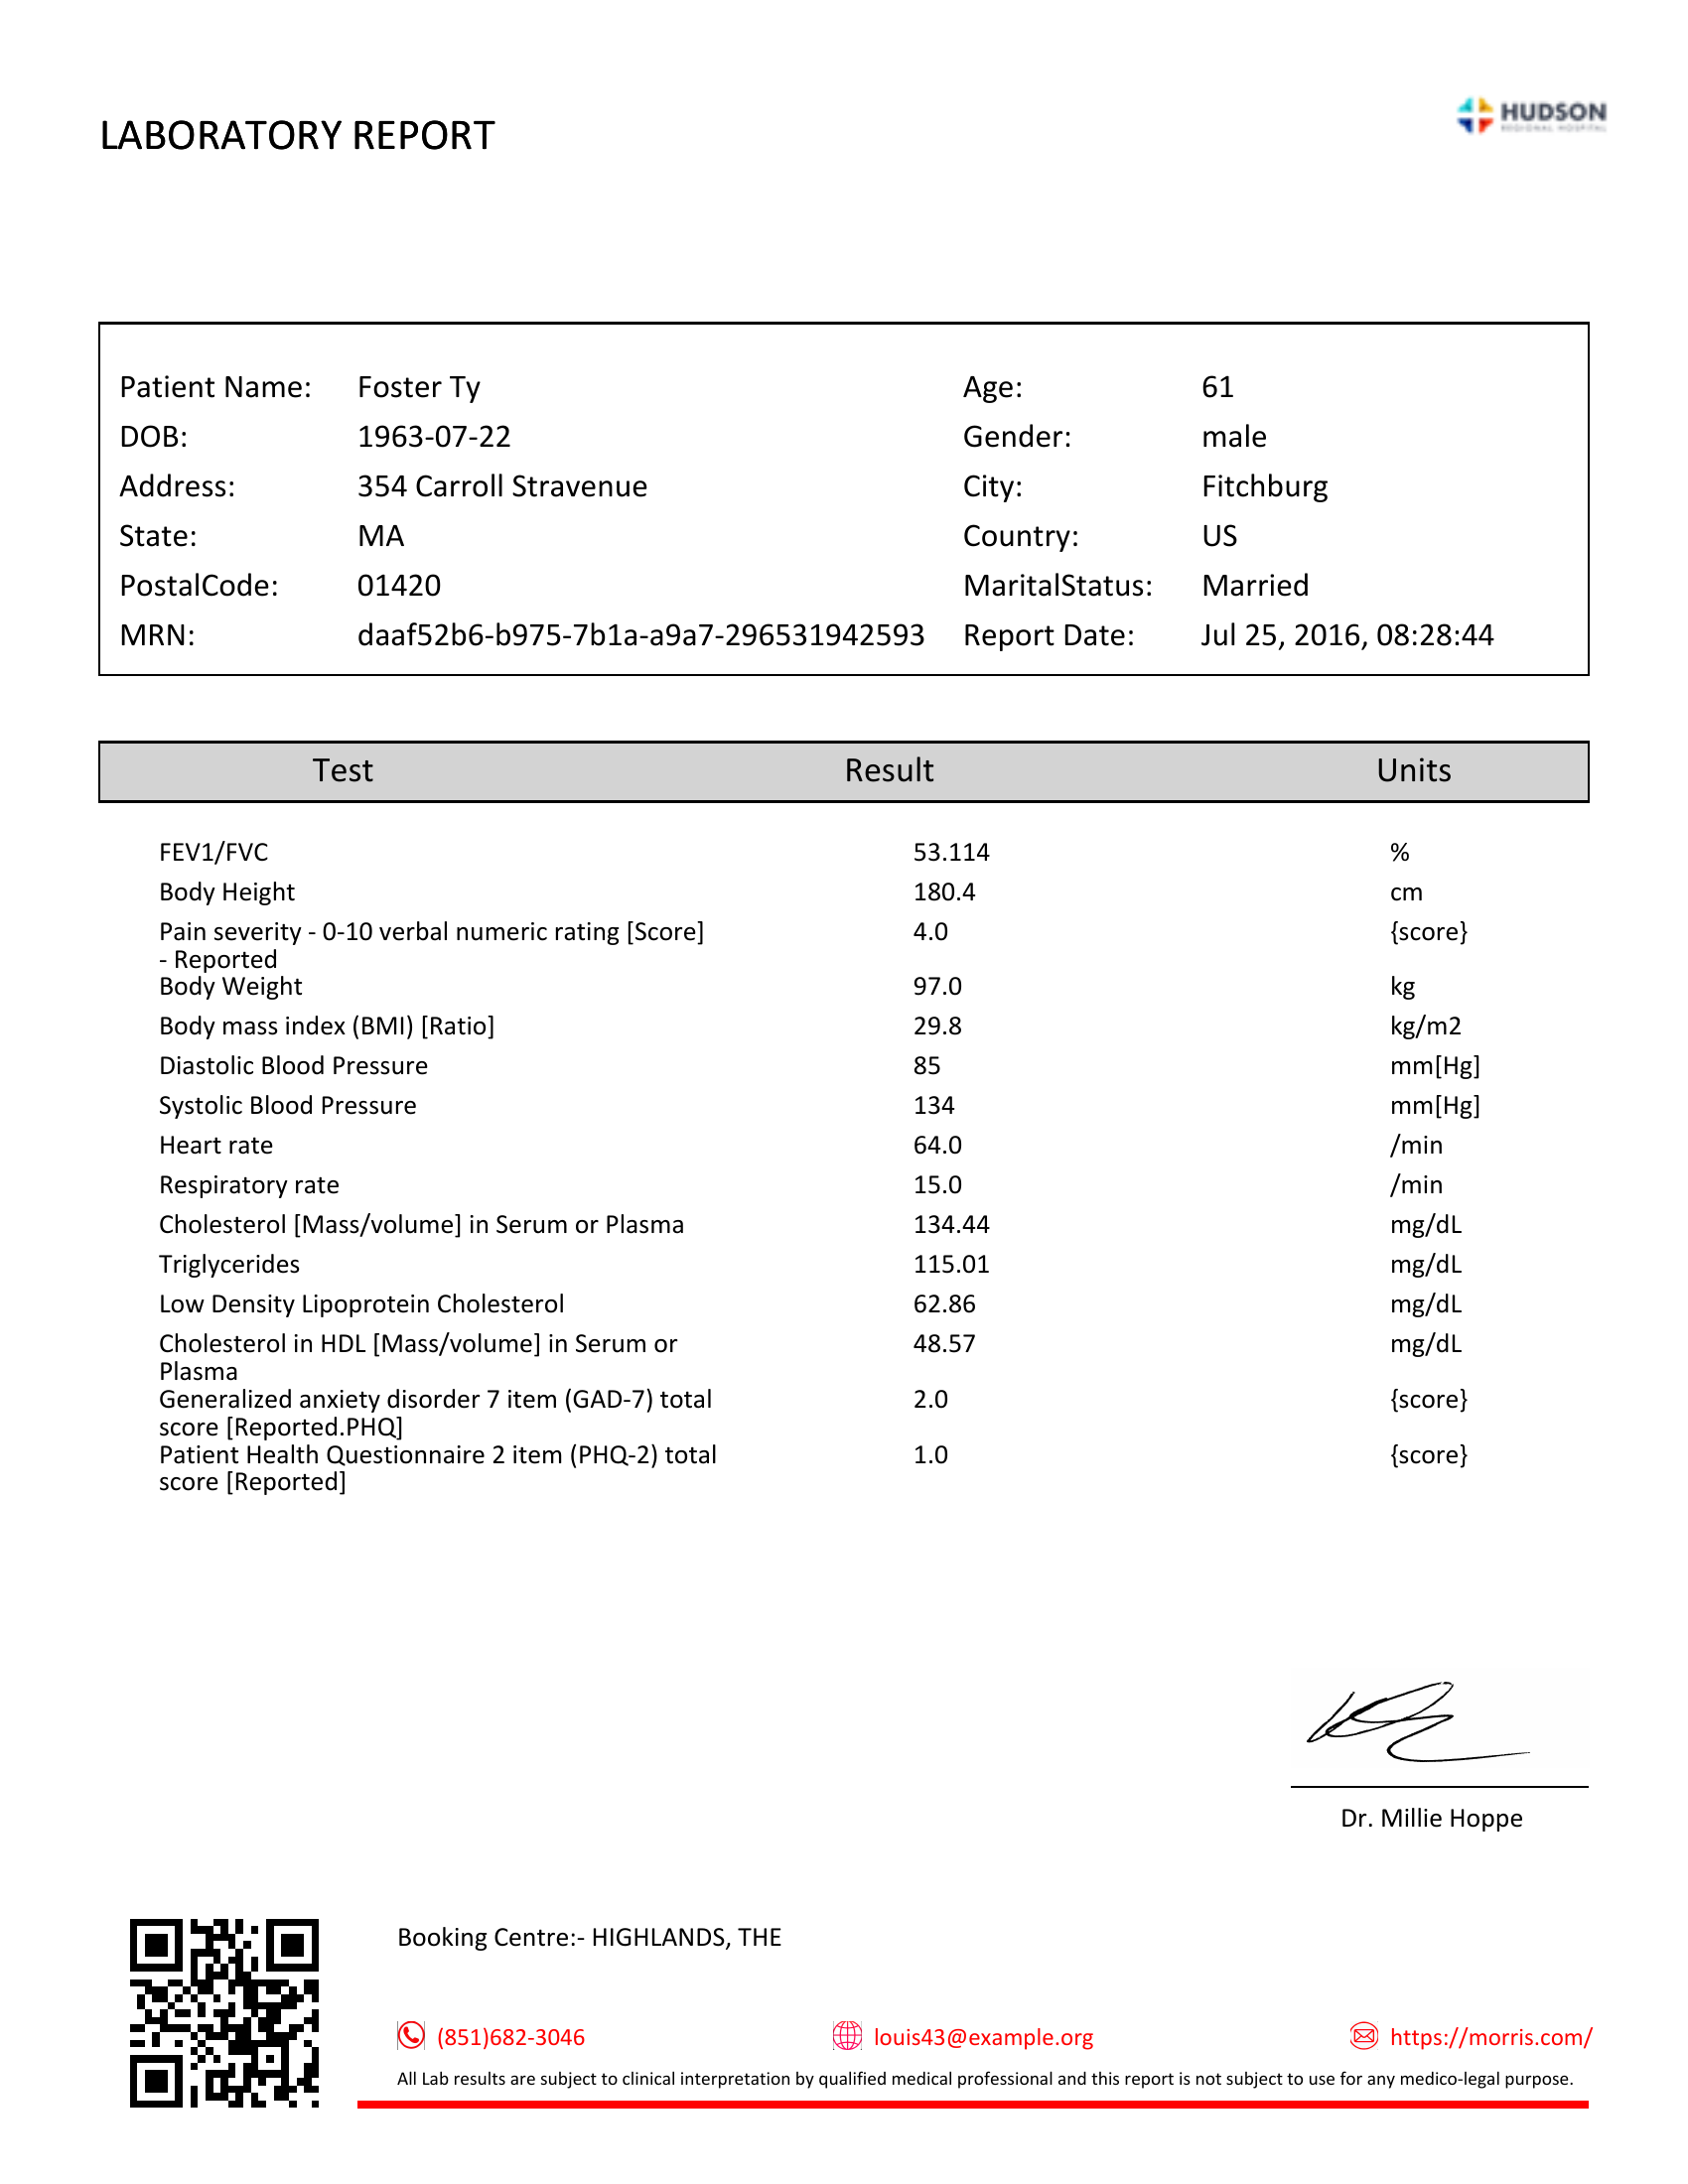 HUDSON
REGIONAL HOSPITAL
LABORATORY REPORT
Patient Name: Foster Ty Age: 61
DOB: 1963-07-22 Gender: male
Address: 354 Carroll Stravenue City: Fitchburg
State: MA Country: US
PostalCode: 01420 MaritalStatus: Married
MRN: daaf52b6-b975-7b1a-a9a7-296531942593 Report Date: Jul 25, 2016, 08:28:44
Test Result Units
FEV1/FVC 53.114 %
Body Height 180.4 cm
Pain severity - 0-10 verbal numeric rating [Score] 4.0 {score}
- Reported
Body Weight 97.0 kg
Body mass index (BMI) [Ratio] 29.8 kg/m2
Diastolic Blood Pressure 85 mm[Hg]
Systolic Blood Pressure 134 mm[Hg]
Heart rate 64.0 /min
Respiratory rate 15.0 /min
Cholesterol [Mass/volume] in Serum or Plasma 134.44 mg/dL
Triglycerides 115.01 mg/dL
Low Density Lipoprotein Cholesterol 62.86 mg/dL
Cholesterol in HDL [Mass/volume] in Serum or 48.57 mg/dL
Plasma
Generalized anxiety disorder 7 item (GAD-7) total 2.0 {score}
score [Reported.PHQ]
Patient Health Questionnaire 2 item (PHQ-2) total 1.0 {score}
score [Reported]
Dr. Millie Hoppe
Booking Centre:- HIGHLANDS, THE
(851)682-3046 louis43@example.org https://morris.com/
All Lab results are subject to clinical interpretation by qualified medical professional and this report is not subject to use for any medico-legal purpose.